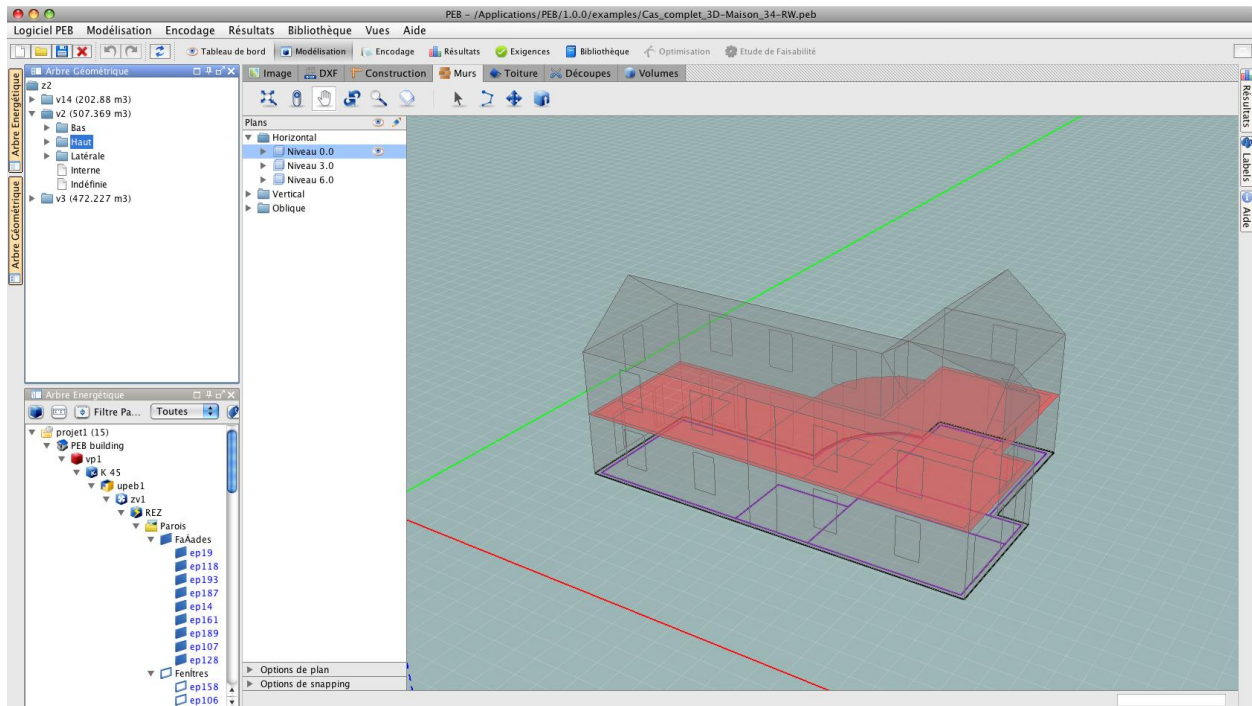 PEB – /Applications/PEB/1.0.0/examples/Cas_complet_3D-Maison_34-RW.peb
Logiciel PEB Modélisation Encodage Résultats Bibliothèque Vues Aide
Tableau de bord Modélisation Encodage Résultats Exigences Bibliothèque Optimisation Etude de Faisabilité
Arbre Energétique
Arbre Géométrique
Arbre Géométrique
z2
v14 (202.88 m3)
v2 (507.369 m3)
Bas
Haut
Latérale
Interne
Indéfinie
v3 (472.227 m3)
Arbre Energétique
Filtre Pa... Toutes
projet1 (15)
PEB building
vp1
K 45
upeb1
zv1
REZ
Parois
FaÁades
ep19
ep118
ep193
ep187
ep14
ep161
ep189
ep107
ep128
Fenítres
ep158
ep106
Image DXF Construction Murs Toiture Découpes Volumes
Plans
Horizontal
Niveau 0.0
Niveau 3.0
Niveau 6.0
Vertical
Oblique
Options de plan
Options de snapping
Résultats
Labels
Aide